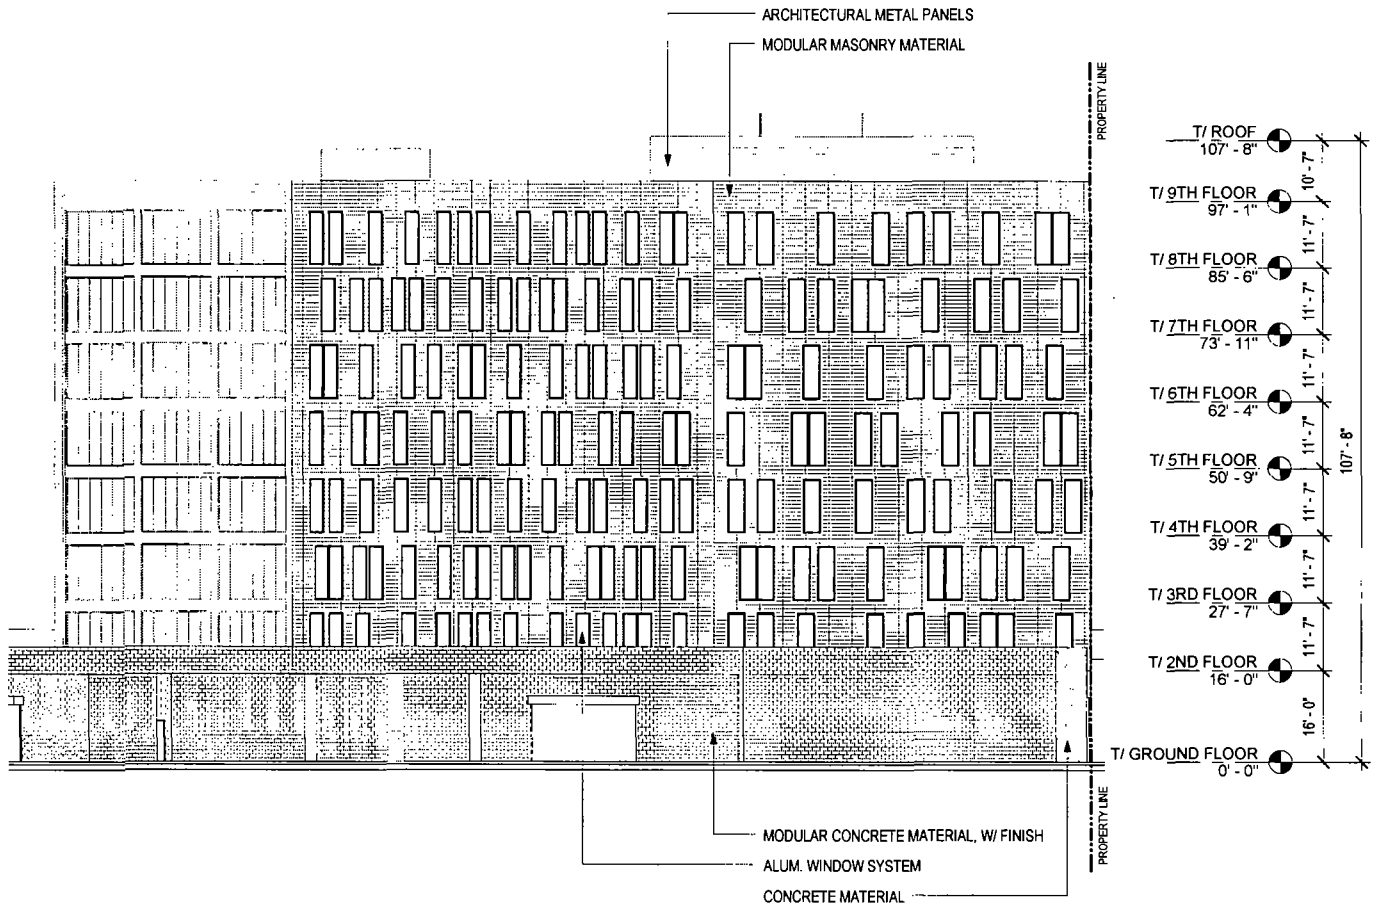 ARCHITECTURAL METAL PANELS
MODULAR MASONRY MATERIAL
PROPERTY LINE
T/ ROOF
107' - 8"
10' - 7"
T/ 9TH FLOOR
97' - 1"
11' - 7"
T/ 8TH FLOOR
85' - 6"
11' - 7"
T/ 7TH FLOOR
73' - 11"
11' - 7"
T/ 6TH FLOOR
62' - 4"
11' - 7"
107' - 8"
T/ 5TH FLOOR
50' - 9"
11' - 7"
T/ 4TH FLOOR
39' - 2"
11' - 7"
T/ 3RD FLOOR
27' - 7"
11' - 7"
T/ 2ND FLOOR
16' - 0"
16' - 0"
T/ GROUND FLOOR
0' - 0"
PROPERTY LINE
MODULAR CONCRETE MATERIAL, W/ FINISH
ALUM. WINDOW SYSTEM
CONCRETE MATERIAL